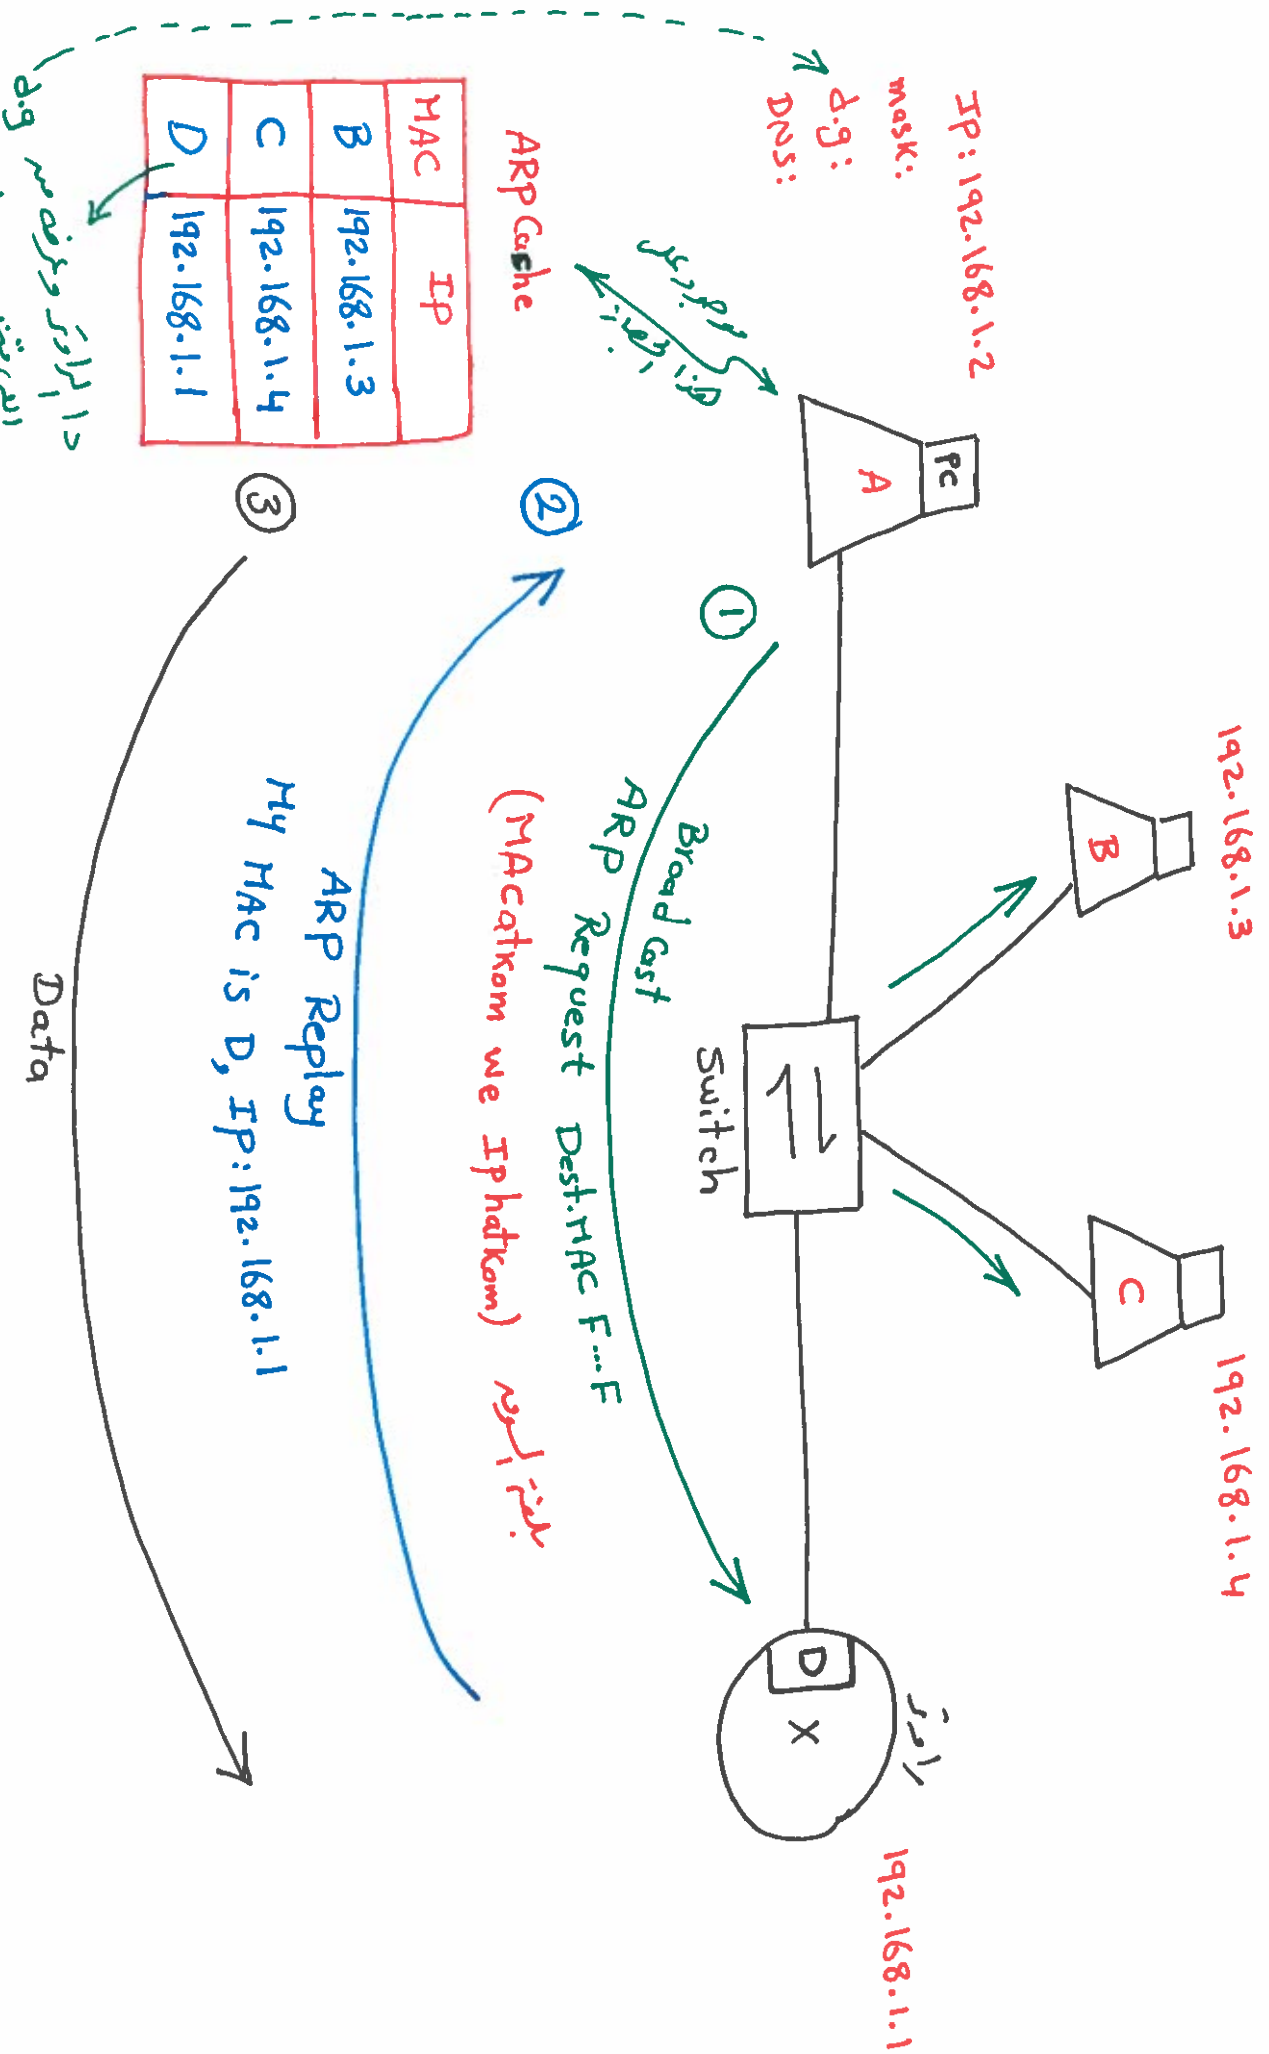 192.168.1.3
192.168.1.4
B
C
IP: 192.168.1.2
mask:
d.g:
DNS:
PC
A
Switch
راوتر
D
X
192.168.1.1
ARP Cache
MAC IP
B 192.168.1.3
C 192.168.1.4
D 192.168.1.1
①
Broad Cast
ARP Request Dest. MAC F....F
(MACatkom we IPhatkom)
②
ARP Replay
My MAC is D, IP: 192.168.1.1
③
Data
d.g